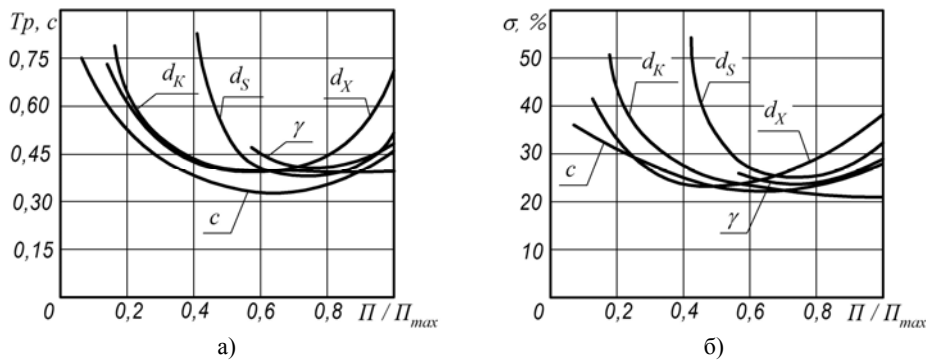 Tp, c
0,75
0,60
0,45
0,30
0,15
0
0,2
0,4
0,6
0,8
П / П_max
d_K
d_S
d_X
γ
c
а)
σ, %
50
40
30
20
10
0
0,2
0,4
0,6
0,8
П / П_max
d_K
d_S
d_X
c
γ
б)